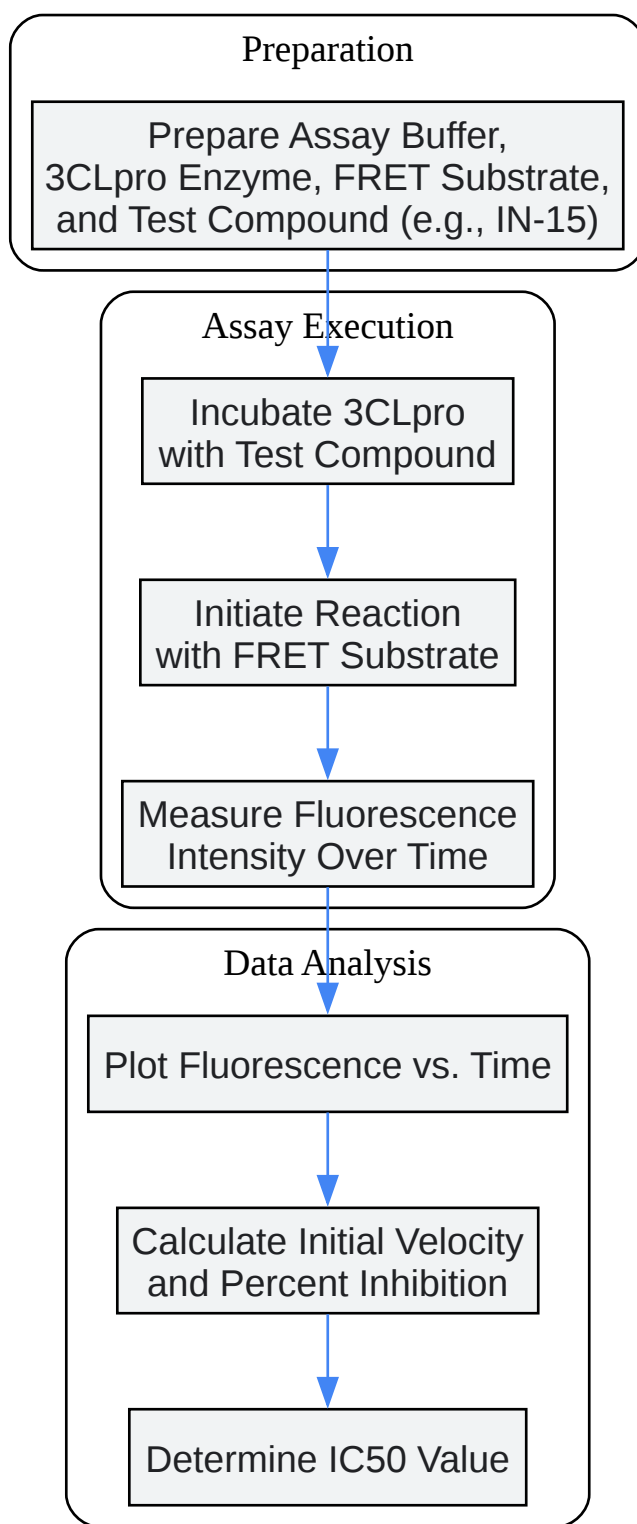 Preparation
Prepare Assay Buffer,
3CLpro Enzyme, FRET Substrate,
and Test Compound (e.g., IN-15)
Assay Execution
Incubate 3CLpro
with Test Compound
Initiate Reaction
with FRET Substrate
Measure Fluorescence
Intensity Over Time
Data Analysis
Plot Fluorescence vs. Time
Calculate Initial Velocity
and Percent Inhibition
Determine IC50 Value